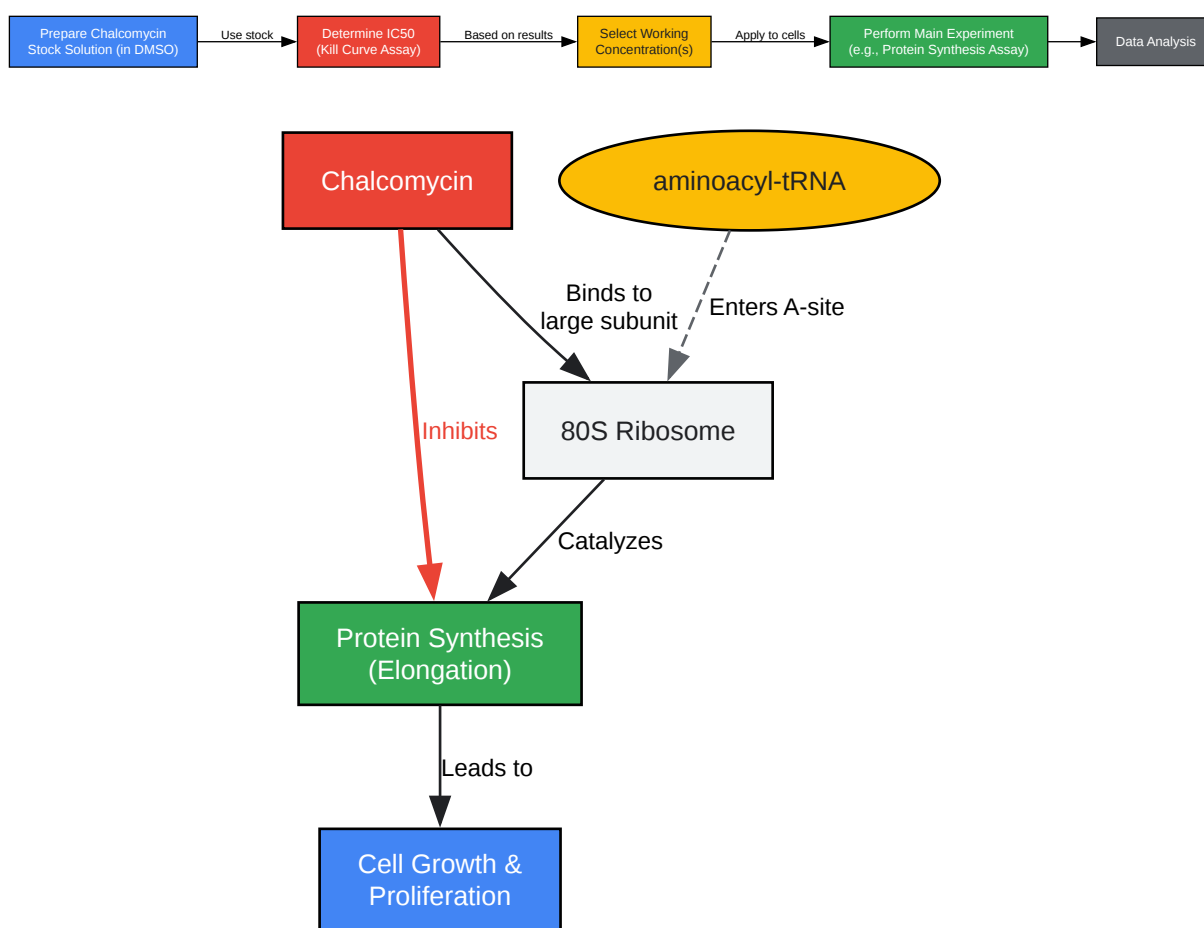 Prepare Chalcomycin
Stock Solution (in DMSO)
Use stock
Determine IC50
(Kill Curve Assay)
Based on results
Select Working
Concentration(s)
Apply to cells
Perform Main Experiment
(e.g., Protein Synthesis Assay)
Data Analysis
Chalcomycin
aminoacyl-tRNA
Binds to
large subunit
Enters A-site
Inhibits
80S Ribosome
Catalyzes
Protein Synthesis
(Elongation)
Leads to
Cell Growth &
Proliferation